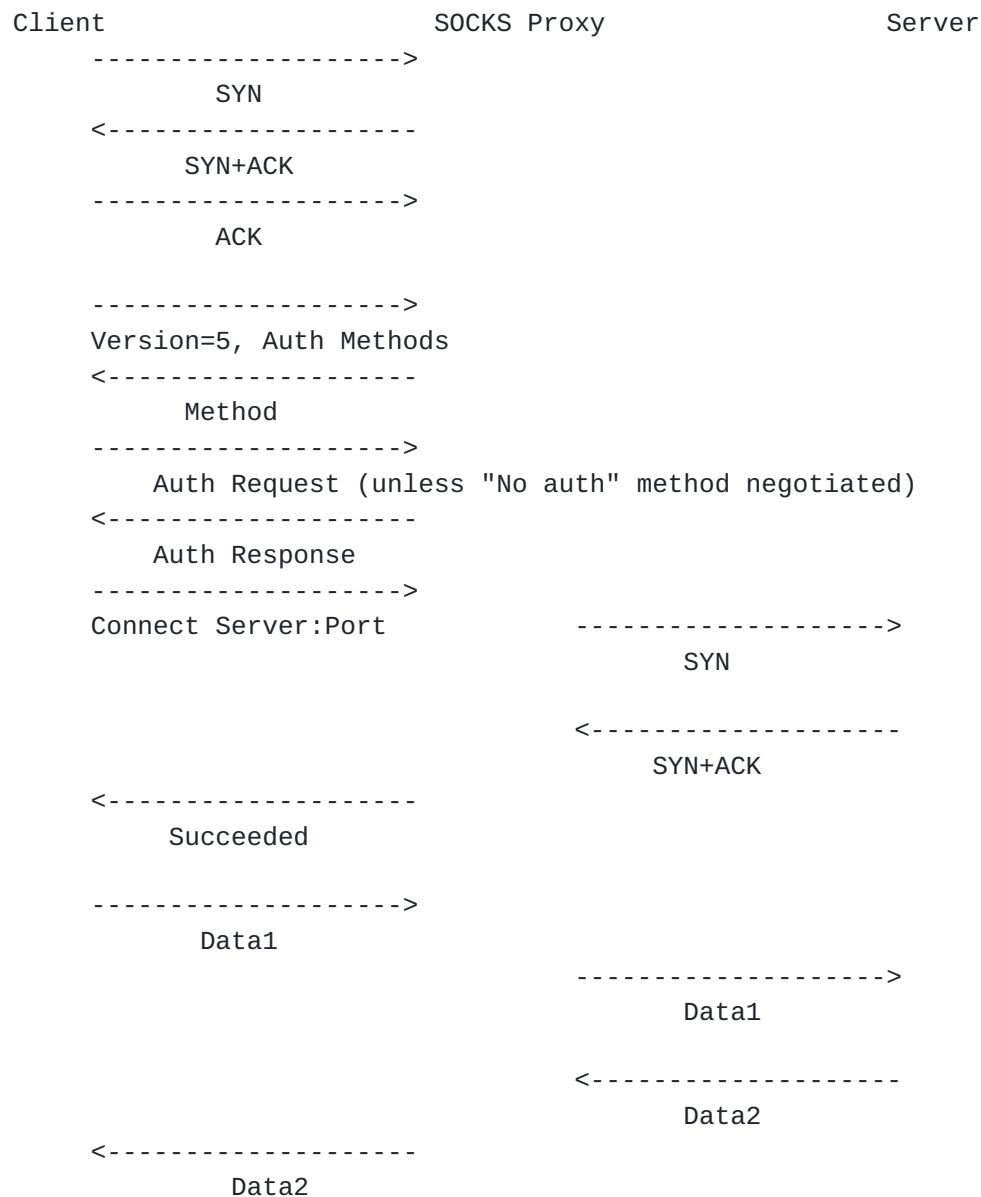 Client SOCKS Proxy Server
-------------------->
SYN
<--------------------
SYN+ACK
-------------------->
ACK
-------------------->
Version=5, Auth Methods
<--------------------
Method
-------------------->
Auth Request (unless "No auth" method negotiated)
<--------------------
Auth Response
-------------------->
Connect Server:Port -------------------->
SYN
<--------------------
SYN+ACK
<--------------------
Succeeded
-------------------->
Data1
-------------------->
Data1
<--------------------
Data2
<--------------------
Data2